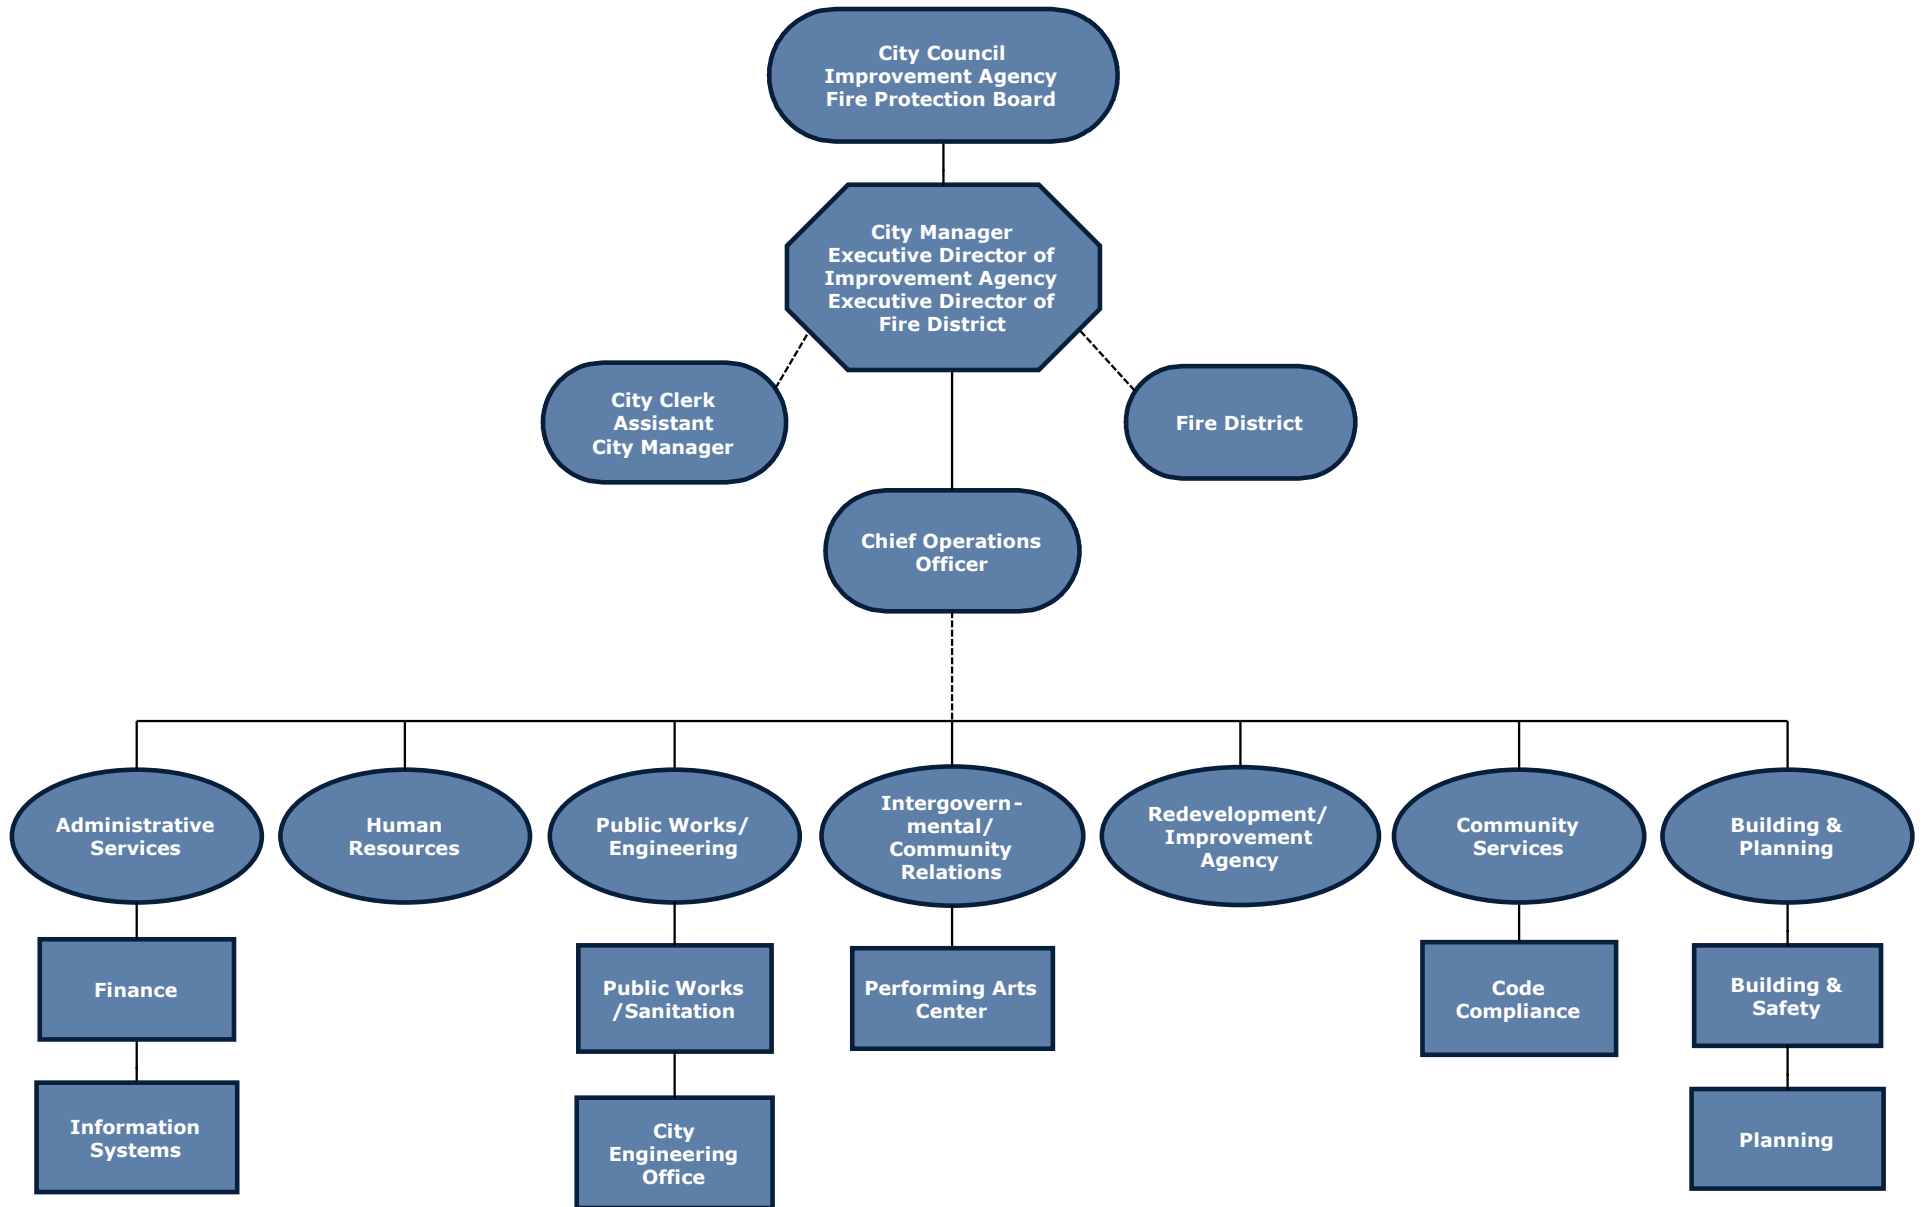 City Council
Improvement Agency
Fire Protection Board
City Manager
Executive Director of
Improvement Agency
Executive Director of
Fire District
City Clerk
Assistant
City Manager
Fire District
Chief Operations
Officer
Administrative
Services
Human
Resources
Public Works/
Engineering
Intergovern-
mental/
Community
Relations
Redevelopment/
Improvement
Agency
Community
Services
Building &
Planning
Finance
Public Works
/Sanitation
Performing Arts
Center
Code
Compliance
Building &
Safety
Information
Systems
City
Engineering
Office
Planning